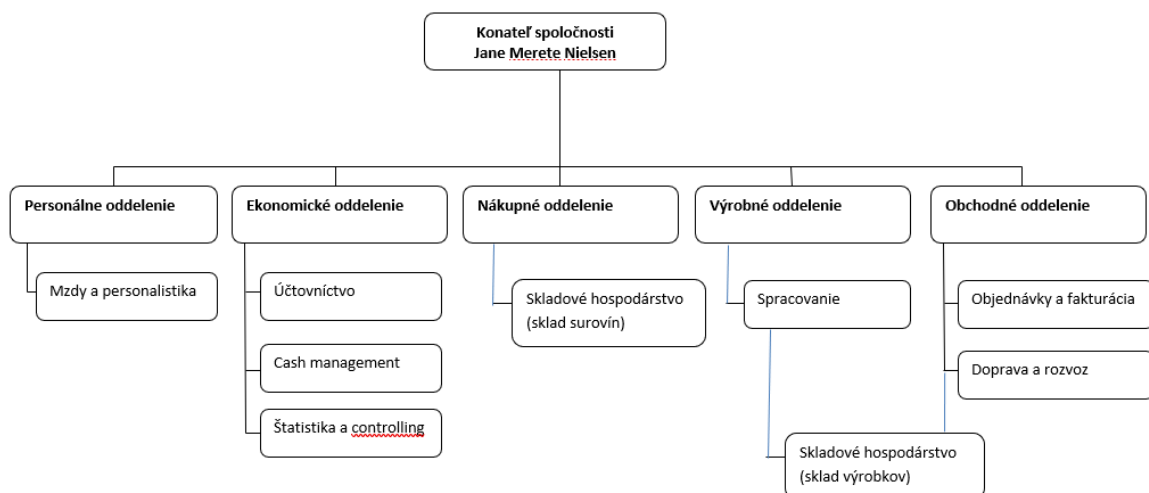 Konateľ spoločnosti
Jane Merete Nielsen
Personálne oddelenie
Ekonomické oddelenie
Nákupné oddelenie
Výrobné oddelenie
Obchodné oddelenie
Mzdy a personalistika
Účtovníctvo
Cash management
Štatistika a controlling
Skladové hospodárstvo
(sklad surovín)
Spracovanie
Skladové hospodárstvo
(sklad výrobkov)
Objednávky a fakturácia
Doprava a rozvoz